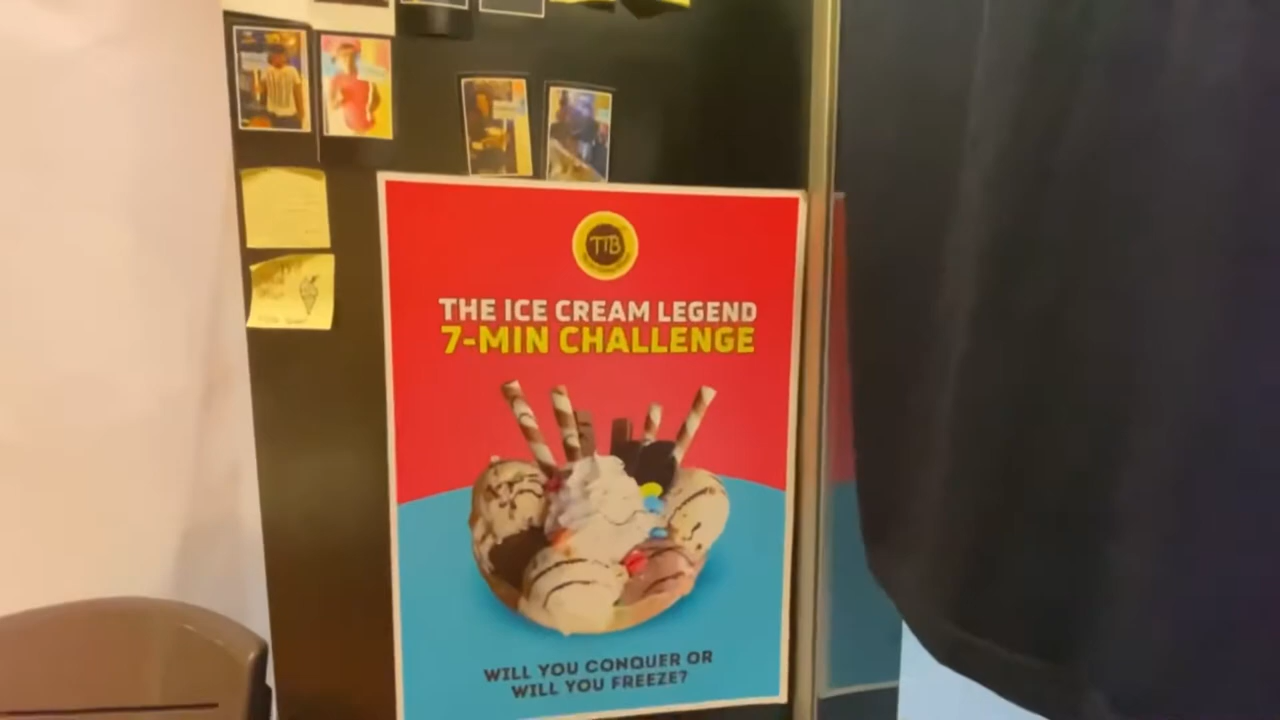 TTB
THE ICE CREAM LEGEND
7-MIN CHALLENGE
WILL YOU CONQUER OR
WILL YOU FREEZE?